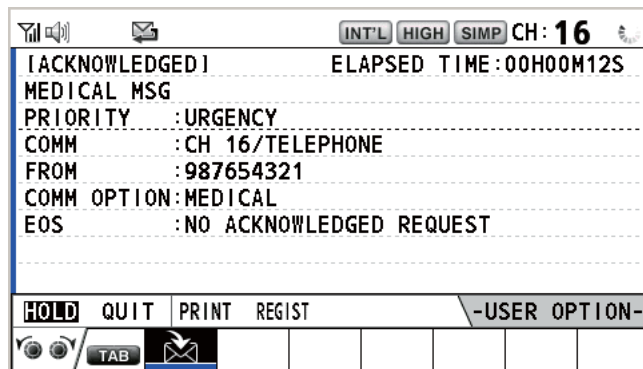 INT'L HIGH SIMP CH: 16
[ACKNOWLEDGED] ELAPSED TIME:00H00M12S
MEDICAL MSG
PRIORITY :URGENCY
COMM :CH 16/TELEPHONE
FROM :987654321
COMM OPTION:MEDICAL
EOS :NO ACKNOWLEDGED REQUEST
HOLD QUIT PRINT REGIST -USER OPTION-
TAB